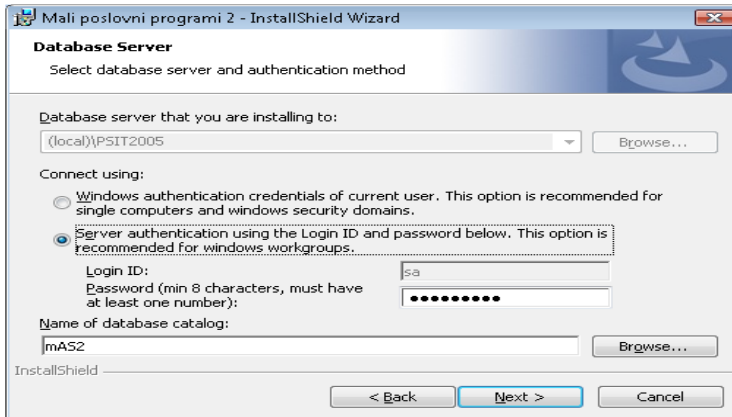 Mali poslovni programi 2 - InstallShield Wizard
Database Server
Select database server and authentication method
Database server that you are installing to:
(local)\PSIT2005
Browse...
Connect using:
Windows authentication credentials of current user. This option is recommended for
single computers and windows security domains.
Server authentication using the Login ID and password below. This option is
recommended for windows workgroups.
Login ID:
sa
Password (min 8 characters, must have
at least one number):
•••••••••
Name of database catalog:
mAS2
Browse...
InstallShield
< Back
Next >
Cancel